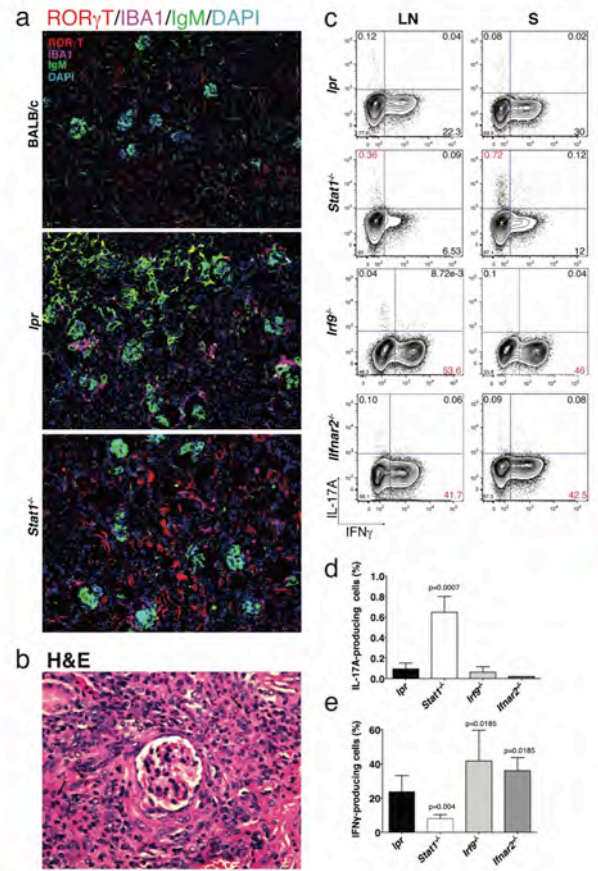 a RORγT/IBA1/IgM/DAPI
ROR-T
IBA1
IgM
DAPI
BALB/c
lpr
Stat1-/-
b H&E
c LN S
lpr
0.12 0.04 0.08 0.02
22.3 30
Stat1-/-
0.36 0.09 0.72 0.12
6.53 12
Irf9-/-
0.04 8.72e-3 0.1 0.04
53.6 46
Ilfnar2-/-
0.10 0.06 0.09 0.08
41.7 42.5
IL-17A
IFNγ
d
IL-17A-producing cells (%)
1.0
0.8
0.6
0.4
0.2
0.0
p=0.0007
lpr Stat1-/- Irf9-/- Ifnar2-/-
e
IFNγ-producing cells (%)
60
40
20
0
p=0.004
p=0.0185
p=0.0185
lpr Stat1-/- Irf9-/- Ifnar2-/-